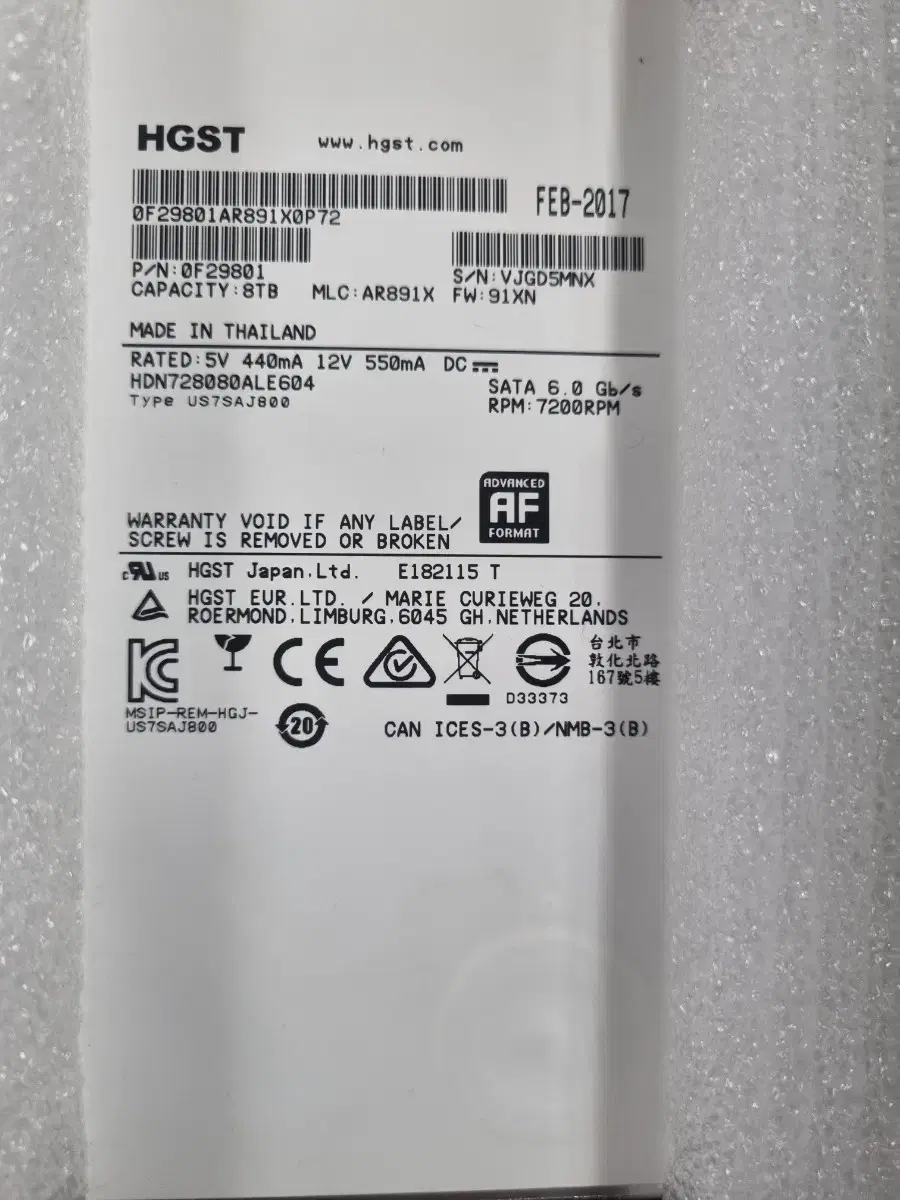 HGST www.hgst.com
0F29801AR891X0P72 FEB-2017
P/N:0F29801 S/N:VJGD5MNX
CAPACITY:8TB MLC:AR891X FW:91XN
MADE IN THAILAND
RATED:5V 440mA 12V 550mA DC
HDN728080ALE604 SATA 6.0 Gb/s
Type US7SAJ800 RPM:7200RPM
ADVANCED
AF
FORMAT
WARRANTY VOID IF ANY LABEL/
SCREW IS REMOVED OR BROKEN
c RU us HGST Japan.Ltd. E182115 T
HGST EUR.LTD. / MARIE CURIEWEG 20.
ROERMOND.LIMBURG.6045 GH.NETHERLANDS
台北市
敦化北路
167號5樓
D33373
MSIP-REM-HGJ-
US7SAJ800
20
CAN ICES-3(B)/NMB-3(B)